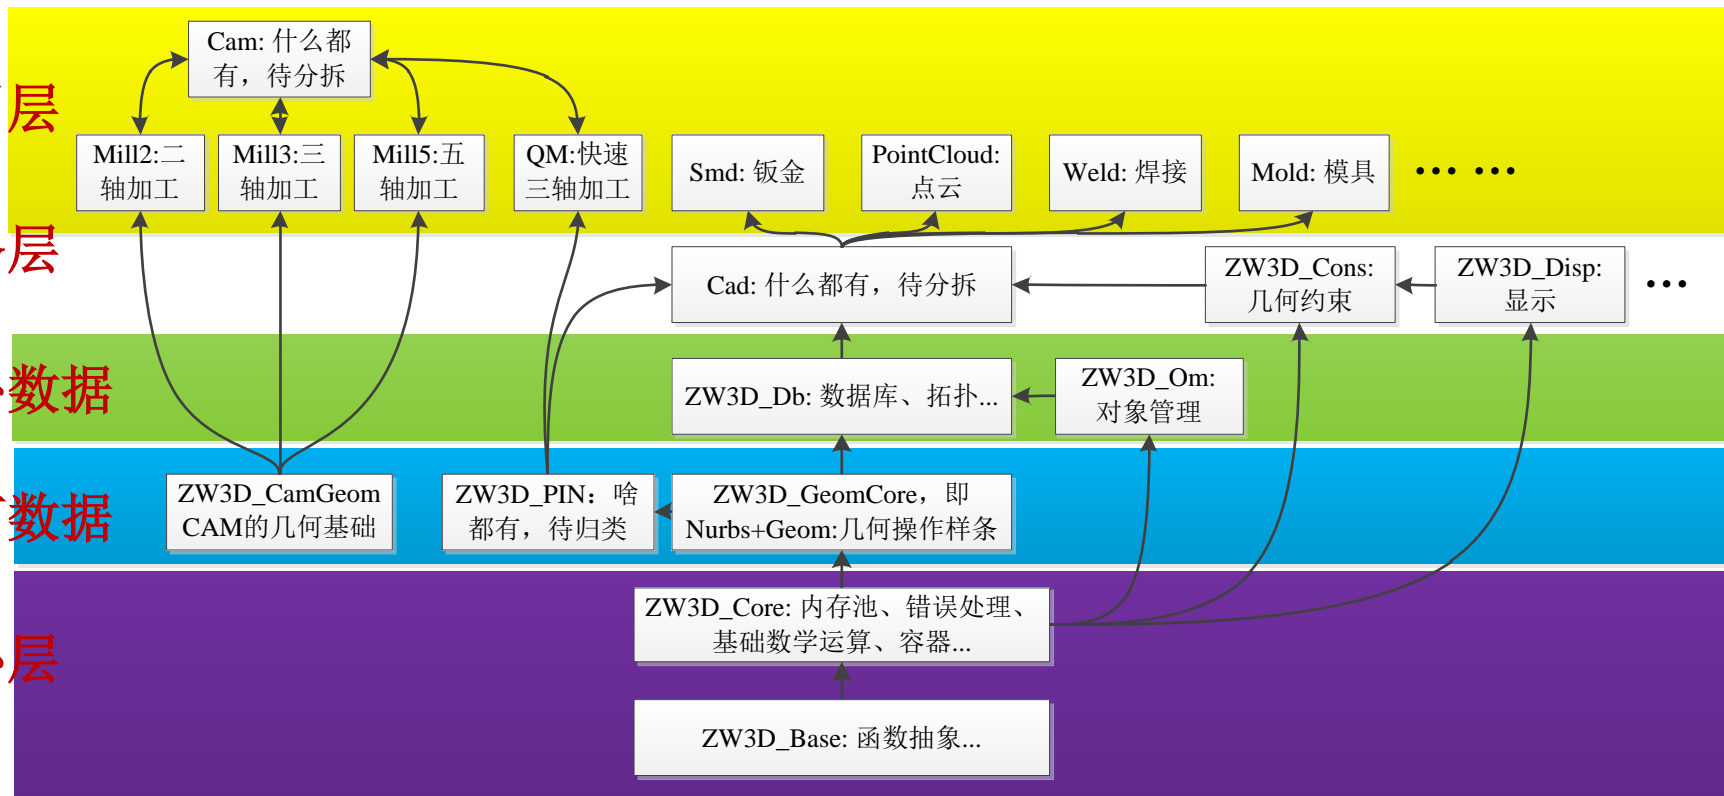 Cam: 什么都
有，待分拆
层
Mill2:二
轴加工
Mill3:三
轴加工
Mill5:五
轴加工
QM:快速
三轴加工
Smd: 钣金
PointCloud:
点云
Weld: 焊接
Mold: 模具
… …
层
Cad: 什么都有，待分拆
ZW3D_Cons:
几何约束
ZW3D_Disp:
显示
…
数据
ZW3D_Db: 数据库、拓扑...
ZW3D_Om:
对象管理
数据
ZW3D_CamGeom
CAM的几何基础
ZW3D_PIN：啥
都有，待归类
ZW3D_GeomCore，即
Nurbs+Geom:几何操作样条
层
ZW3D_Core: 内存池、错误处理、
基础数学运算、容器...
ZW3D_Base: 函数抽象...